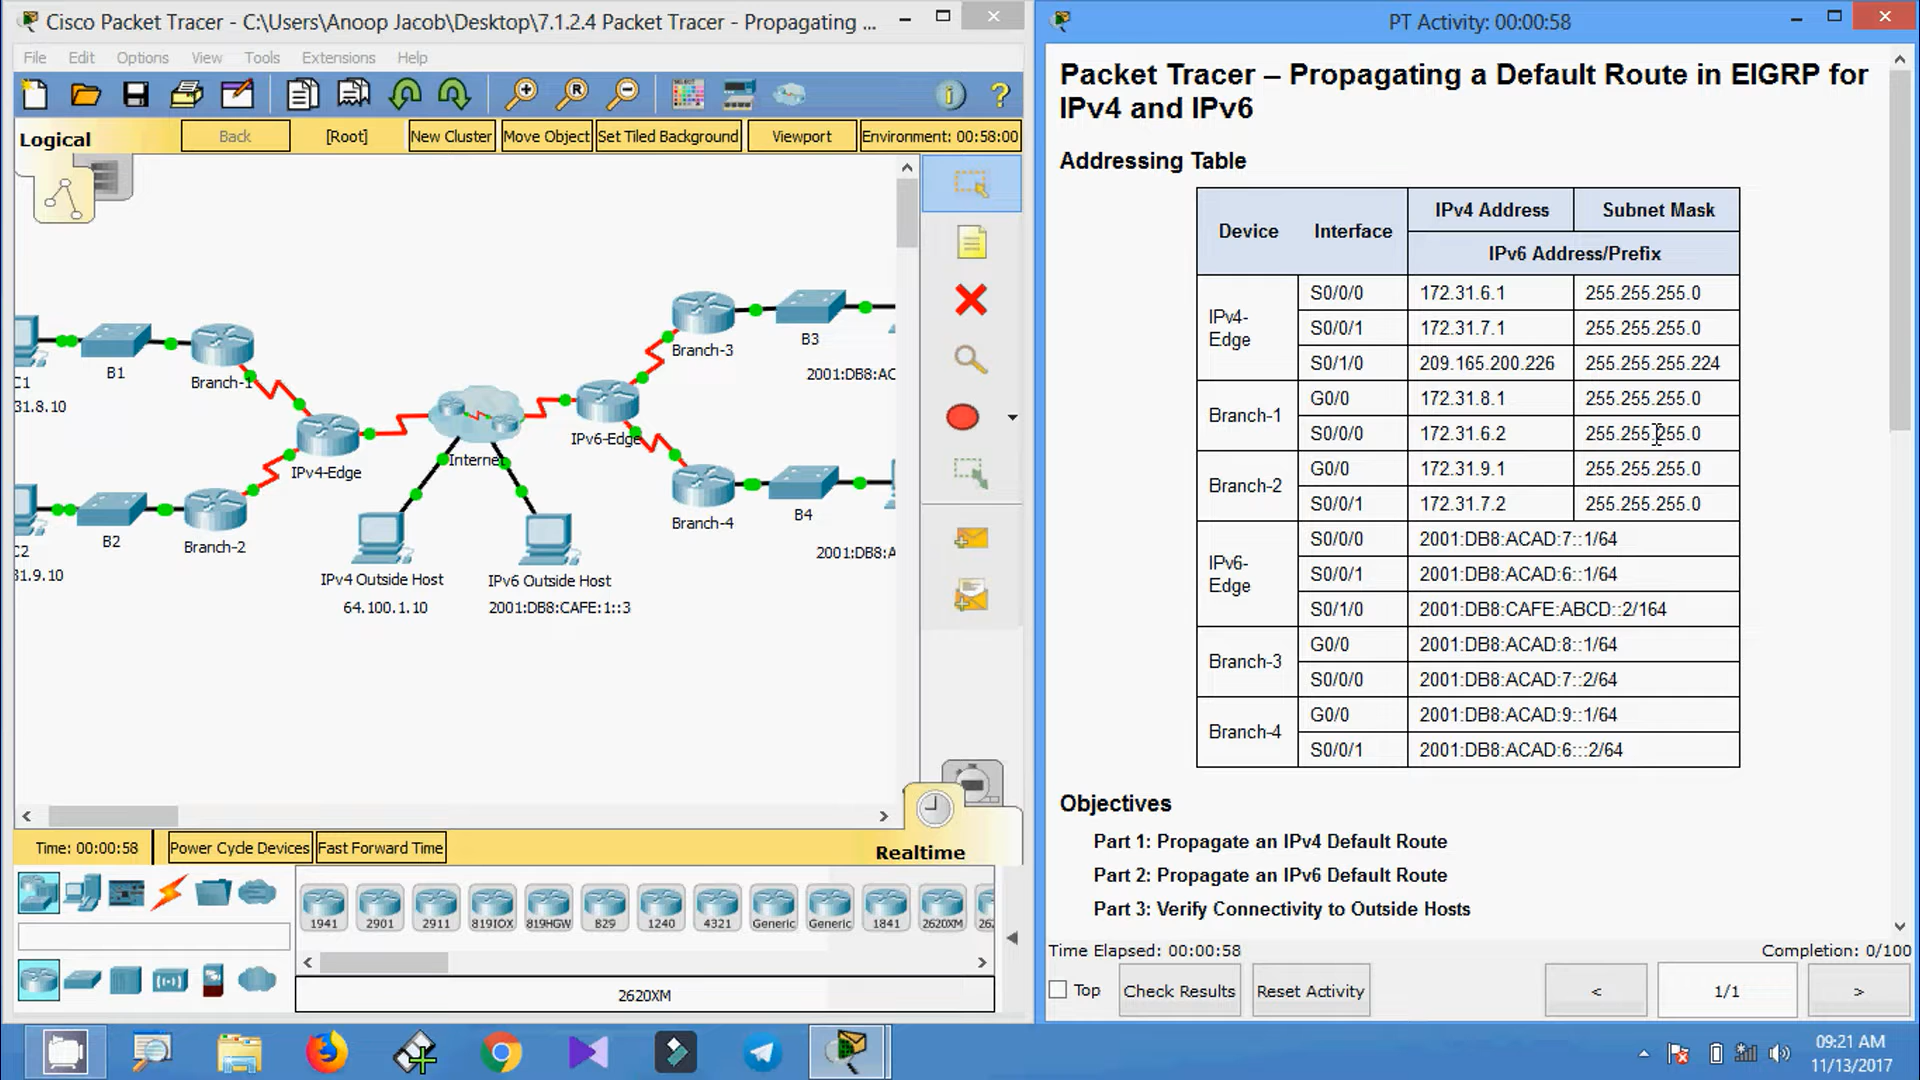 Cisco Packet Tracer - C:\Users\Anoop Jacob\Desktop\7.1.2.4 Packet Tracer - Propagating ...
File Edit Options View Tools Extensions Help
Logical Back [Root] New Cluster Move Object Set Tiled Background Viewport Environment: 00:58:00
Branch-3
B3
2001:DB8:AC
C1
B1
Branch-1
31.8.10
IPv4-Edge
Internet
IPv6-Edge
Branch-4
B4
2001:DB8:A
C2
B2
Branch-2
31.9.10
IPv4 Outside Host
64.100.1.10
IPv6 Outside Host
2001:DB8:CAFE:1::3
Time: 00:00:58 Power Cycle Devices Fast Forward Time
Realtime
1941 2901 2911 819IOX 819HGW 829 1240 4321 Generic Generic 1841 2620XM 262
2620XM
PT Activity: 00:00:58
Packet Tracer – Propagating a Default Route in EIGRP for
IPv4 and IPv6
Addressing Table
Device Interface IPv4 Address Subnet Mask
IPv6 Address/Prefix
IPv4-
Edge
S0/0/0 172.31.6.1 255.255.255.0
S0/0/1 172.31.7.1 255.255.255.0
S0/1/0 209.165.200.226 255.255.255.224
Branch-1
G0/0 172.31.8.1 255.255.255.0
S0/0/0 172.31.6.2 255.255.255.0
Branch-2
G0/0 172.31.9.1 255.255.255.0
S0/0/1 172.31.7.2 255.255.255.0
IPv6-
Edge
S0/0/0 2001:DB8:ACAD:7::1/64
S0/0/1 2001:DB8:ACAD:6::1/64
S0/1/0 2001:DB8:CAFE:ABCD::2/164
Branch-3
G0/0 2001:DB8:ACAD:8::1/64
S0/0/0 2001:DB8:ACAD:7::2/64
Branch-4
G0/0 2001:DB8:ACAD:9::1/64
S0/0/1 2001:DB8:ACAD:6:::2/64
Objectives
Part 1: Propagate an IPv4 Default Route
Part 2: Propagate an IPv6 Default Route
Part 3: Verify Connectivity to Outside Hosts
Time Elapsed: 00:00:58 Completion: 0/100
Top Check Results Reset Activity < 1/1 >
09:21 AM
11/13/2017